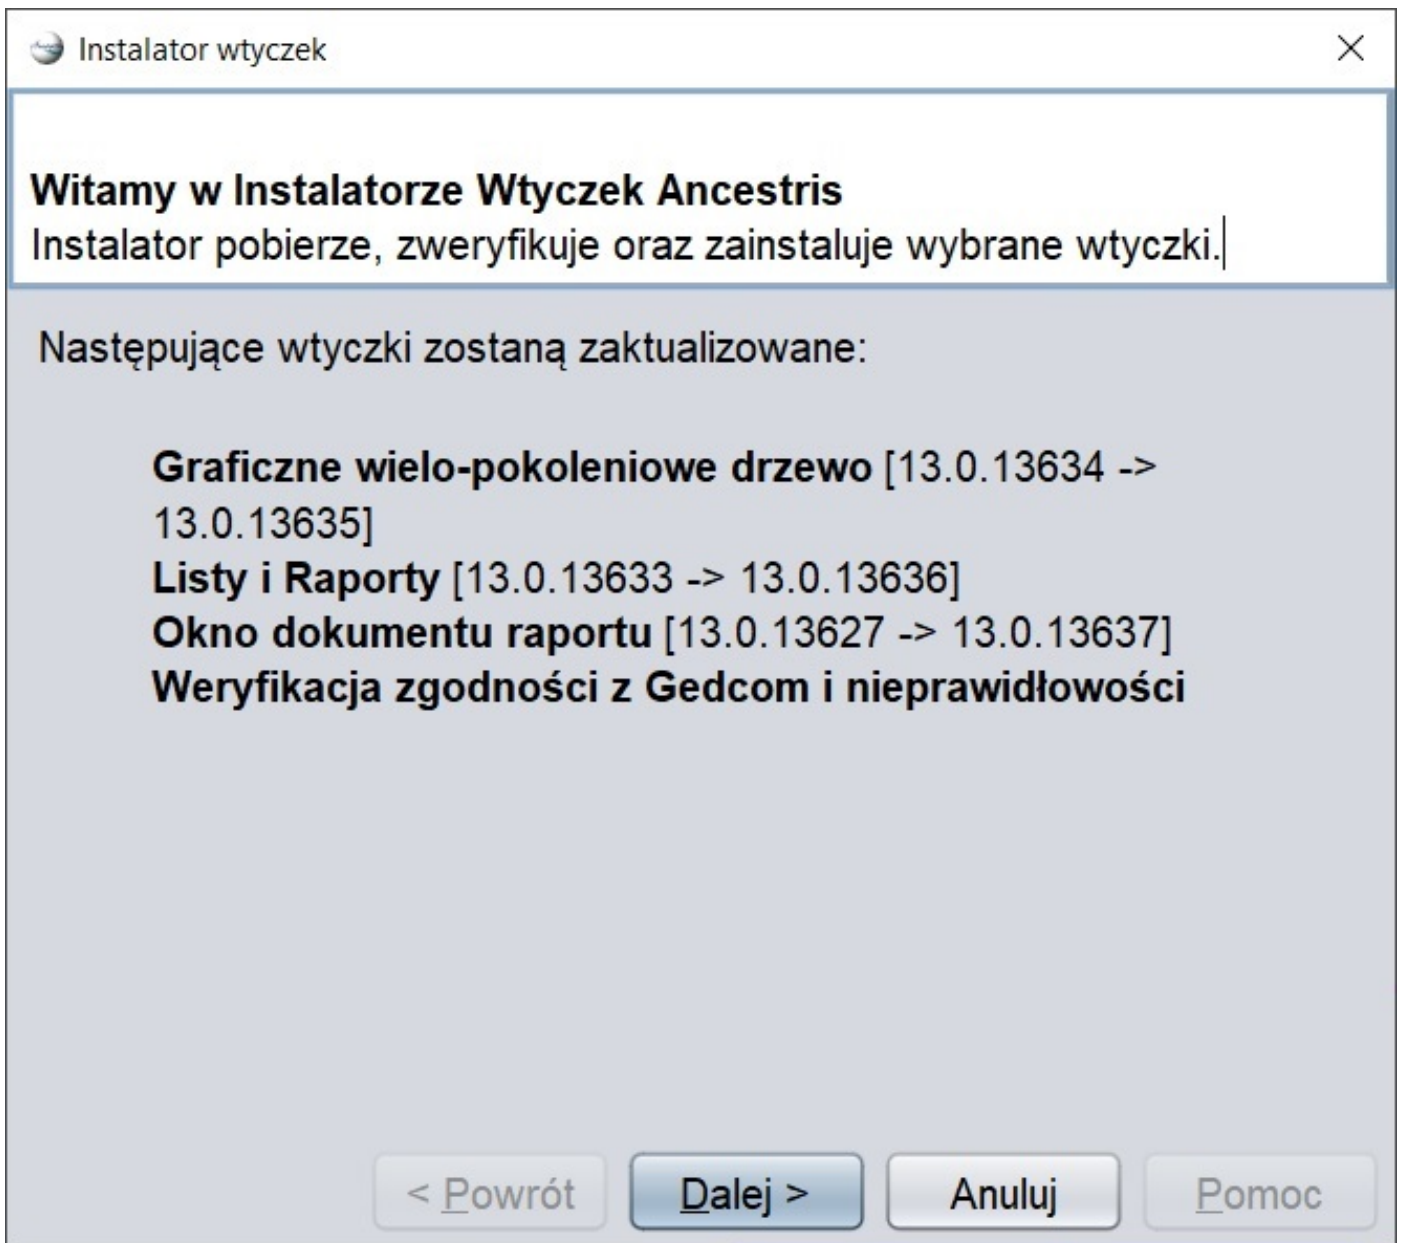 Instalator wtyczek
Witamy w Instalatorze Wtyczek Ancestris
Instalator pobierze, zweryfikuje oraz zainstaluje wybrane wtyczki.
Następujące wtyczki zostaną zaktualizowane:
Graficzne wielo-pokoleniowe drzewo [13.0.13634 ->
13.0.13635]
Listy i Raporty [13.0.13633 -> 13.0.13636]
Okno dokumentu raportu [13.0.13627 -> 13.0.13637]
Weryfikacja zgodności z Gedcom i nieprawidłowości
< Powrót Dalej > Anuluj Pomoc